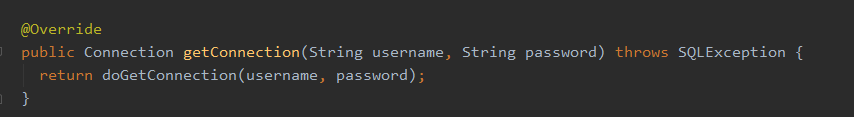 @Override
public Connection getConnection(String username, String password) throws SQLException {
return doGetConnection(username, password);
}